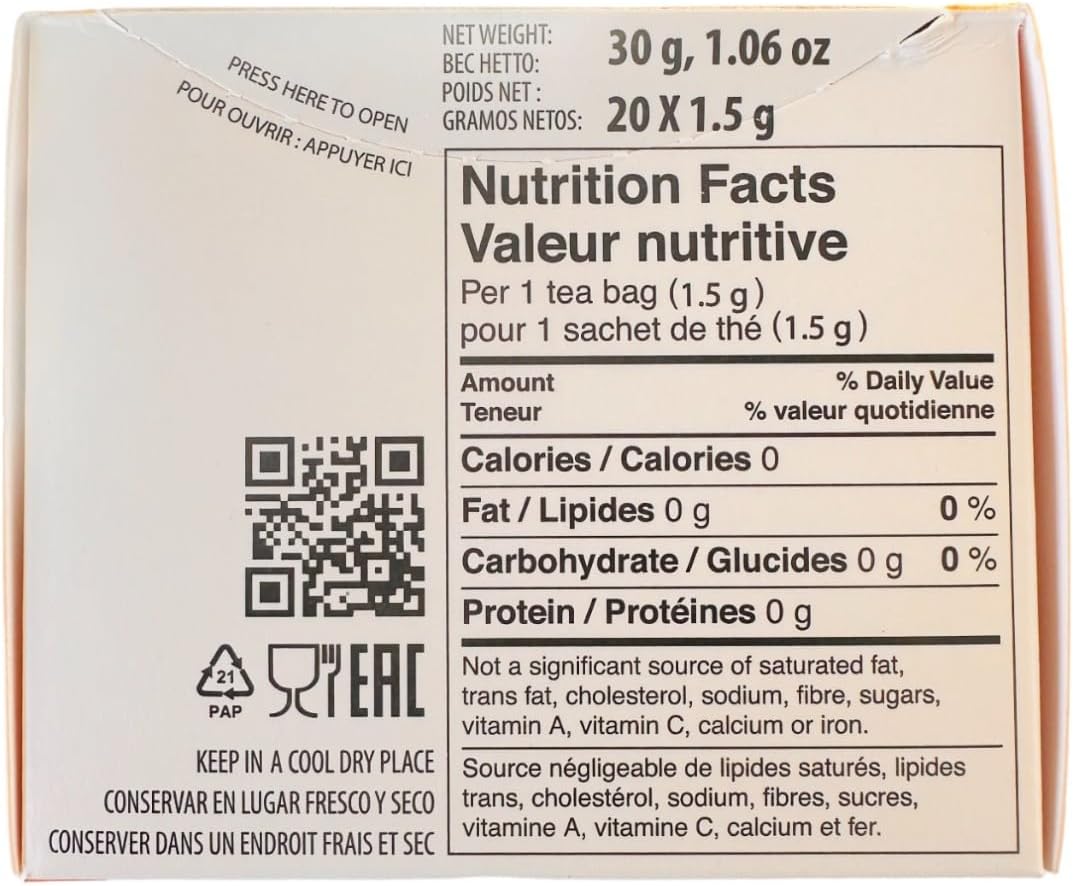 NET WEIGHT:
BEC HETTO:
POIDS NET :
GRAMOS NETOS:
30 g, 1.06 oz
20 X 1.5 g
PRESS HERE TO OPEN
POUR OUVRIR : APPUYER ICI
Nutrition Facts
Valeur nutritive
Per 1 tea bag (1.5 g)
pour 1 sachet de thé (1.5 g)
Amount % Daily Value
Teneur % valeur quotidienne
Calories / Calories 0
Fat / Lipides 0 g 0 %
Carbohydrate / Glucides 0 g 0 %
Protein / Protéines 0 g
Not a significant source of saturated fat,
trans fat, cholesterol, sodium, fibre, sugars,
vitamin A, vitamin C, calcium or iron.
Source négligeable de lipides saturés, lipides
trans, cholestérol, sodium, fibres, sucres,
vitamine A, vitamine C, calcium et fer.
21
PAP
EAC
KEEP IN A COOL DRY PLACE
CONSERVAR EN LUGAR FRESCO Y SECO
CONSERVER DANS UN ENDROIT FRAIS ET SEC